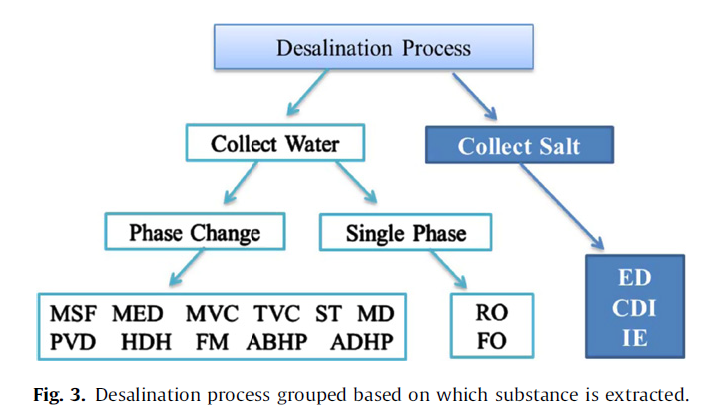 Desalination Process
Collect Water
Collect Salt
Phase Change
Single Phase
MSF MED MVC TVC ST MD
PVD HDH FM ABHP ADHP
RO
FO
ED
CDI
IE
Fig. 3. Desalination process grouped based on which substance is extracted.